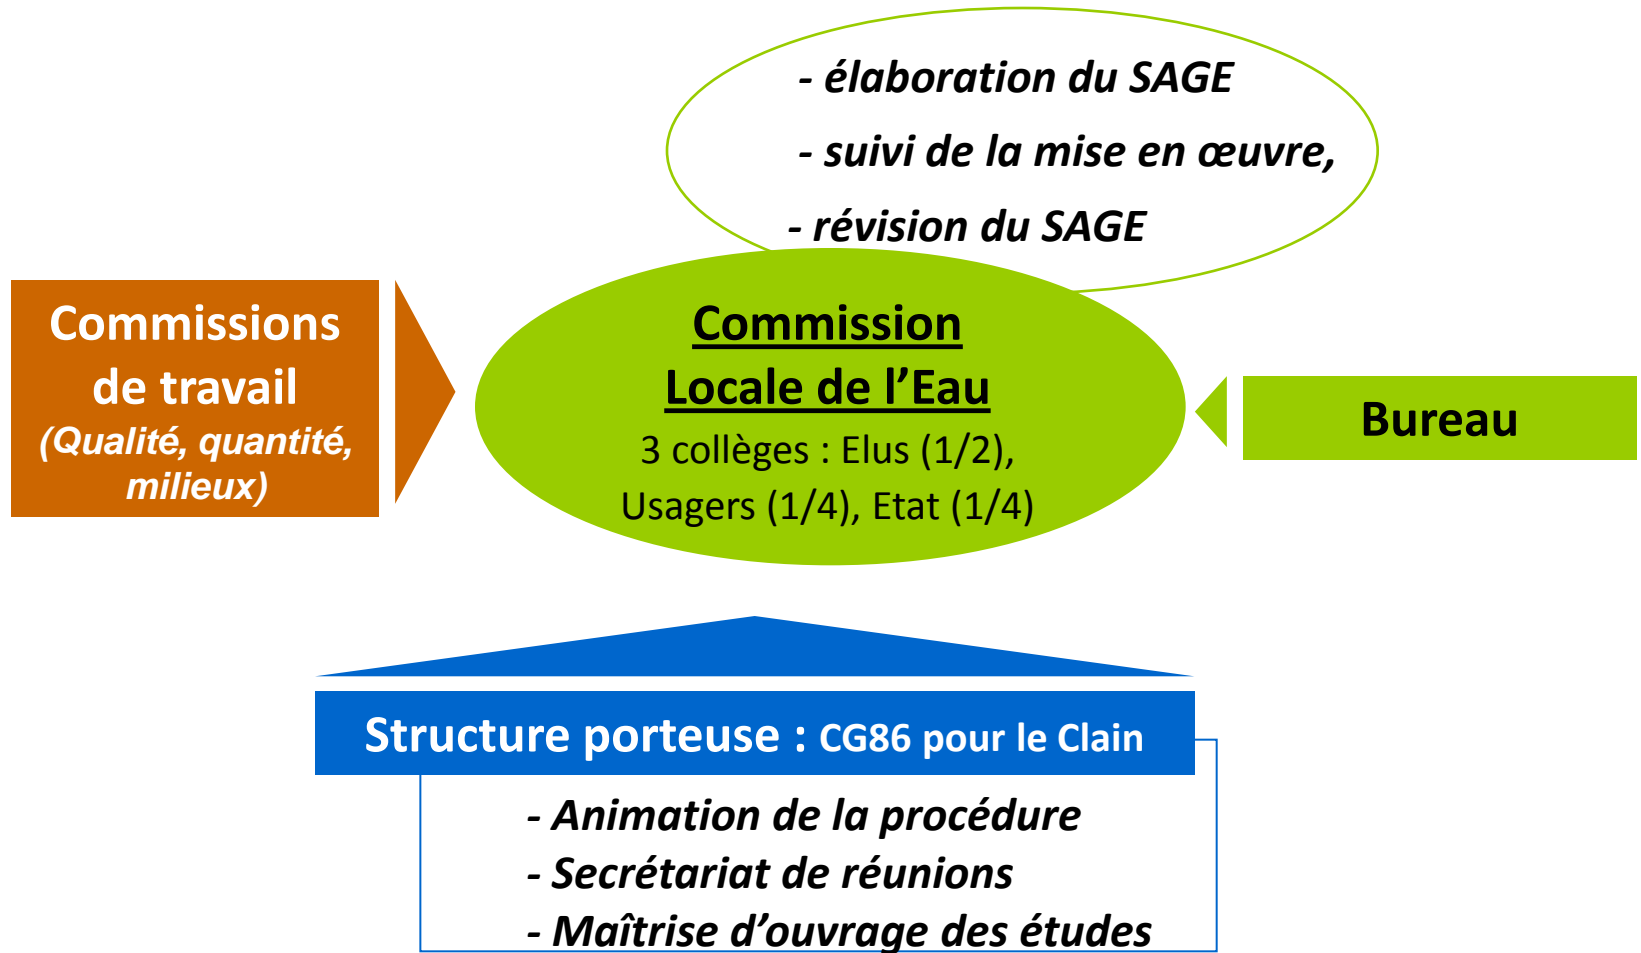 - élaboration du SAGE
- suivi de la mise en œuvre,
- révision du SAGE
Commissions
de travail
(Qualité, quantité,
milieux)
Commission
Locale de l’Eau
3 collèges : Elus (1/2),
Usagers (1/4), Etat (1/4)
Bureau
Structure porteuse : CG86 pour le Clain
- Animation de la procédure
- Secrétariat de réunions
- Maîtrise d’ouvrage des études